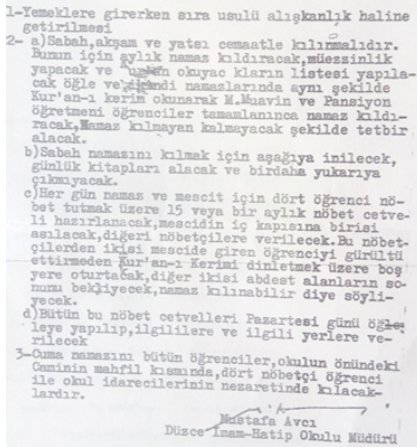 1-Yemeklere girerken sıra usulü alışkanlık haline
getirilmesi
2- a)Sabah,akşam ve yatsı cemaatle kılınmalıdır.
Bunun için aylık namaz kıldıracak,müezzinlik
yapacak ve okuyac kların listesi yapıla-
cak öğle ve ikindi namazlarında aynı şekilde
Kur'an-ı kerim okunarak M.Muavin ve Pansiyon
öğretmeni öğrenciler tamamlanınca namaz kıldı-
racak,Namaz kılmayan kalmayacak şekilde tetbir
alacak.
b)Sabah namazını kılmak için aşağıya inilecek,
günlük kitapları alacak ve birdaha yukarıya
çıkmıyacak.
c)Her gün namaz ve mescit için dört öğrenci nö-
bet tutmak üzere 15 veya bir aylık nöbet cetve-
li hazırlanacak,mescidin iç kapısına birisi
asılacak,diğeri nöbetçilere verilecek.Bu nöbet-
çilerden ikisi mescide giren öğrenciyi gürültü
ettirmeden Kur'an-ı Kerimi dinletmek üzere boş
yere oturtacak,diğer ikisi abdest alanların so-
nunu bekliyecek,namaz kılınabilir diye söyli-
yecek.
d)Bütün bu nöbet cetvelleri Pazartesi günü öğle-
leye yapılıp,ilgililere ve ilgili yerlere ve-
rilecek
3-Cuma namazını bütün öğrenciler,okulun önündeki
Caminin mahfil kısmında,dört nöbetçi öğrenci
ile okul idarecilerinin nezaretinde kılacak-
lardır.
Mustafa Avcı
Düzce İmam-Hatip Okulu Müdürü